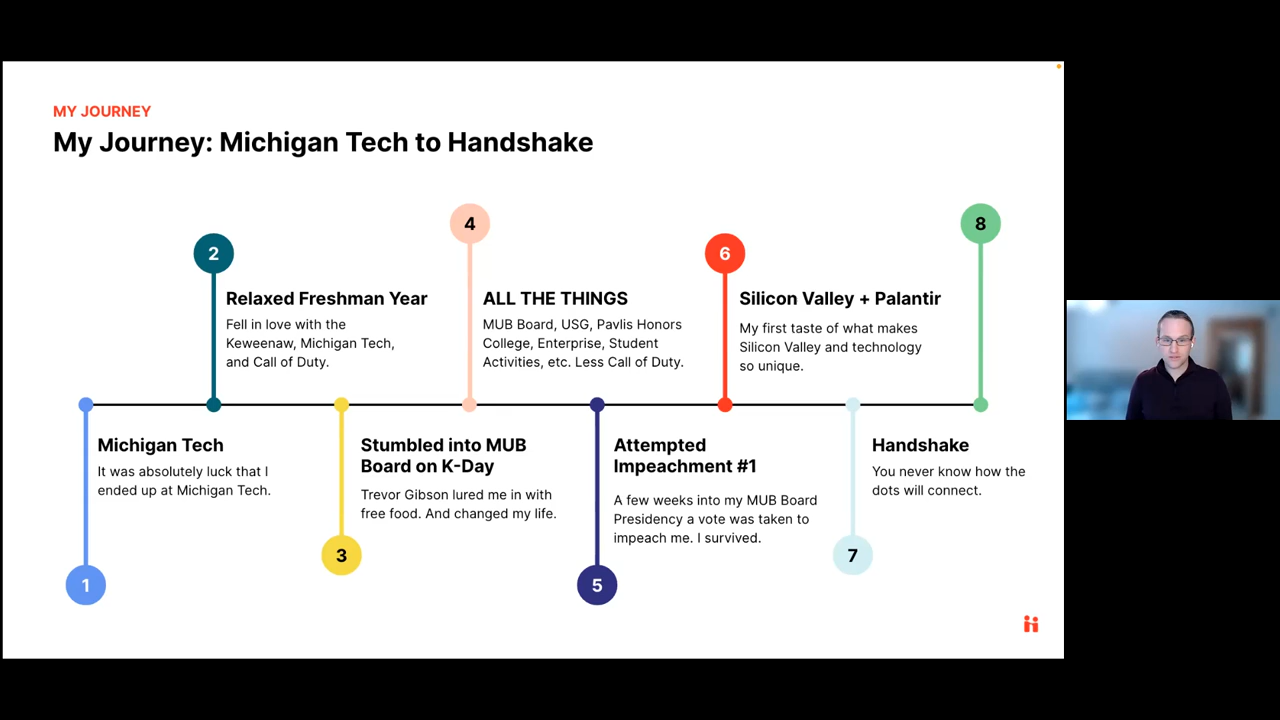 MY JOURNEY
My Journey: Michigan Tech to Handshake
1
Michigan Tech
It was absolutely luck that I
ended up at Michigan Tech.
2
Relaxed Freshman Year
Fell in love with the
Keweenaw, Michigan Tech,
and Call of Duty.
3
Stumbled into MUB
Board on K-Day
Trevor Gibson lured me in with
free food. And changed my life.
4
ALL THE THINGS
MUB Board, USG, Pavlis Honors
College, Enterprise, Student
Activities, etc. Less Call of Duty.
5
Attempted
Impeachment #1
A few weeks into my MUB Board
Presidency a vote was taken to
impeach me. I survived.
6
Silicon Valley + Palantir
My first taste of what makes
Silicon Valley and technology
so unique.
7
Handshake
You never know how the
dots will connect.
8